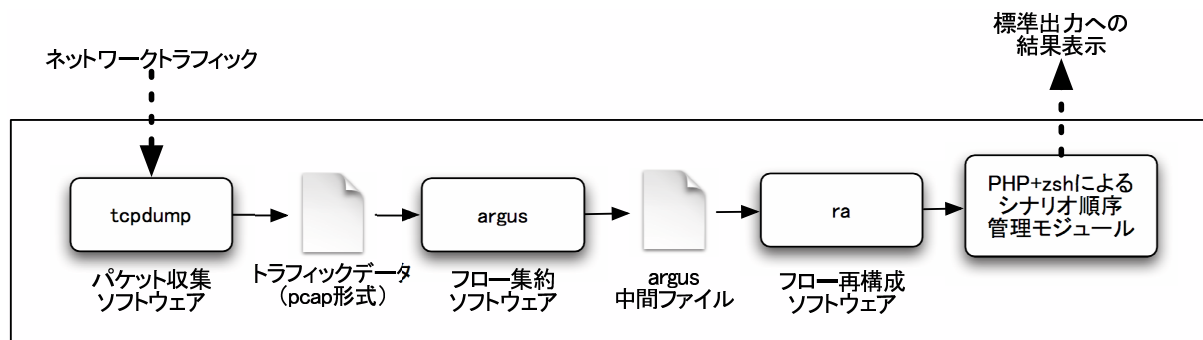 ネットワークトラフィック
標準出力への
結果表示
tcpdump
argus
ra
PHP+zshによる
シナリオ順序
管理モジュール
パケット収集
ソフトウェア
トラフィックデータ
（pcap形式）
フロー集約
ソフトウェア
argus
中間ファイル
フロー再構成
ソフトウェア